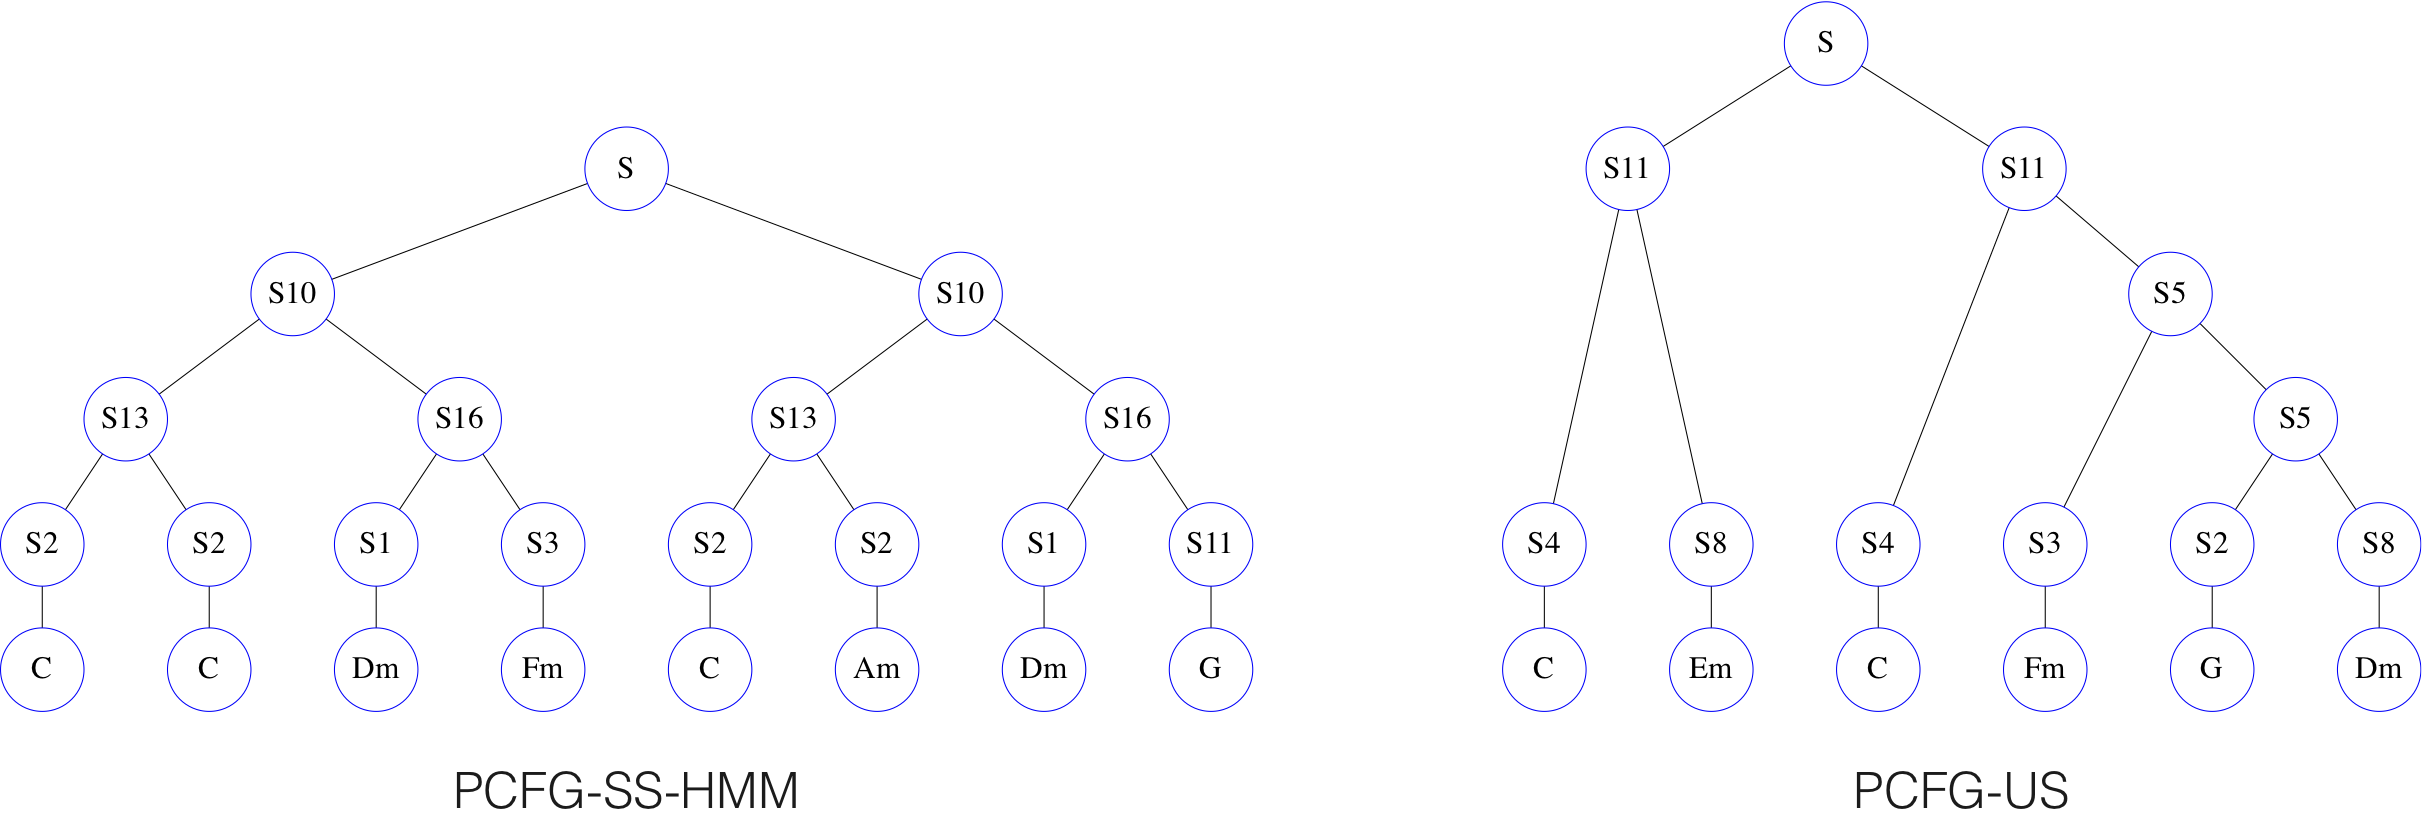 S
S
S11
S11
S10
S10
S5
S13
S16
S13
S16
S5
S2
S2
S1
S3
S2
S2
S1
S11
S4
S8
S4
S3
S2
S8
C
C
Dm
Fm
C
Am
Dm
G
C
Em
C
Fm
G
Dm
PCFG-SS-HMM
PCFG-US